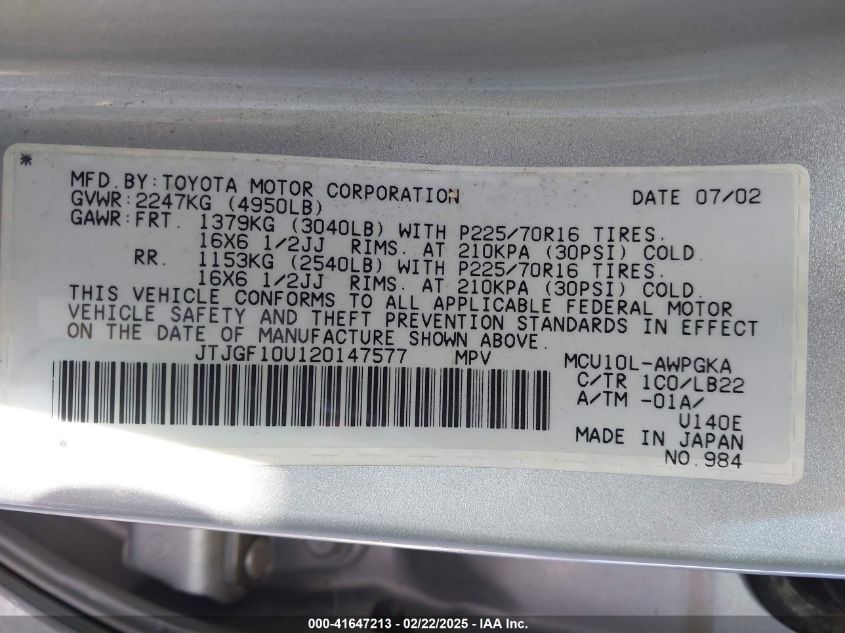 *
MFD.BY:TOYOTA MOTOR CORPORATION DATE 07/02
GVWR:2247KG (4950LB)
GAWR:FRT. 1379KG (3040LB) WITH P225/70R16 TIRES.
16X6 1/2JJ RIMS. AT 210KPA (30PSI) COLD.
RR. 1153KG (2540LB) WITH P225/70R16 TIRES.
16X6 1/2JJ RIMS. AT 210KPA (30PSI) COLD.
THIS VEHICLE CONFORMS TO ALL APPLICABLE FEDERAL MOTOR
VEHICLE SAFETY AND THEFT PREVENTION STANDARDS IN EFFECT
ON THE DATE OF MANUFACTURE SHOWN ABOVE.
JTJGF10U120147577 MPV MCU10L-AWPGKA
C/TR 1C0/LB22
A/TM -01A/
U140E
MADE IN JAPAN
NO.984
000-41647213 - 02/22/2025 - IAA Inc.